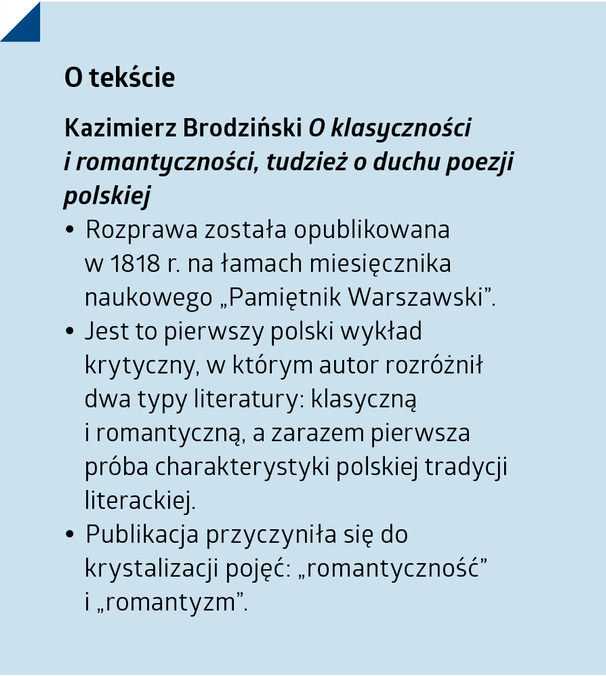 O tekście
Kazimierz Brodziński O klasyczności
i romantyczności, tudzież o duchu poezji
polskiej
• Rozprawa została opublikowana
w 1818 r. na łamach miesięcznika
naukowego „Pamiętnik Warszawski”.
• Jest to pierwszy polski wykład
krytyczny, w którym autor rozróżnił
dwa typy literatury: klasyczną
i romantyczną, a zarazem pierwsza
próba charakterystyki polskiej tradycji
literackiej.
• Publikacja przyczyniła się do
krystalizacji pojęć: „romantyczność”
i „romantyzm”.